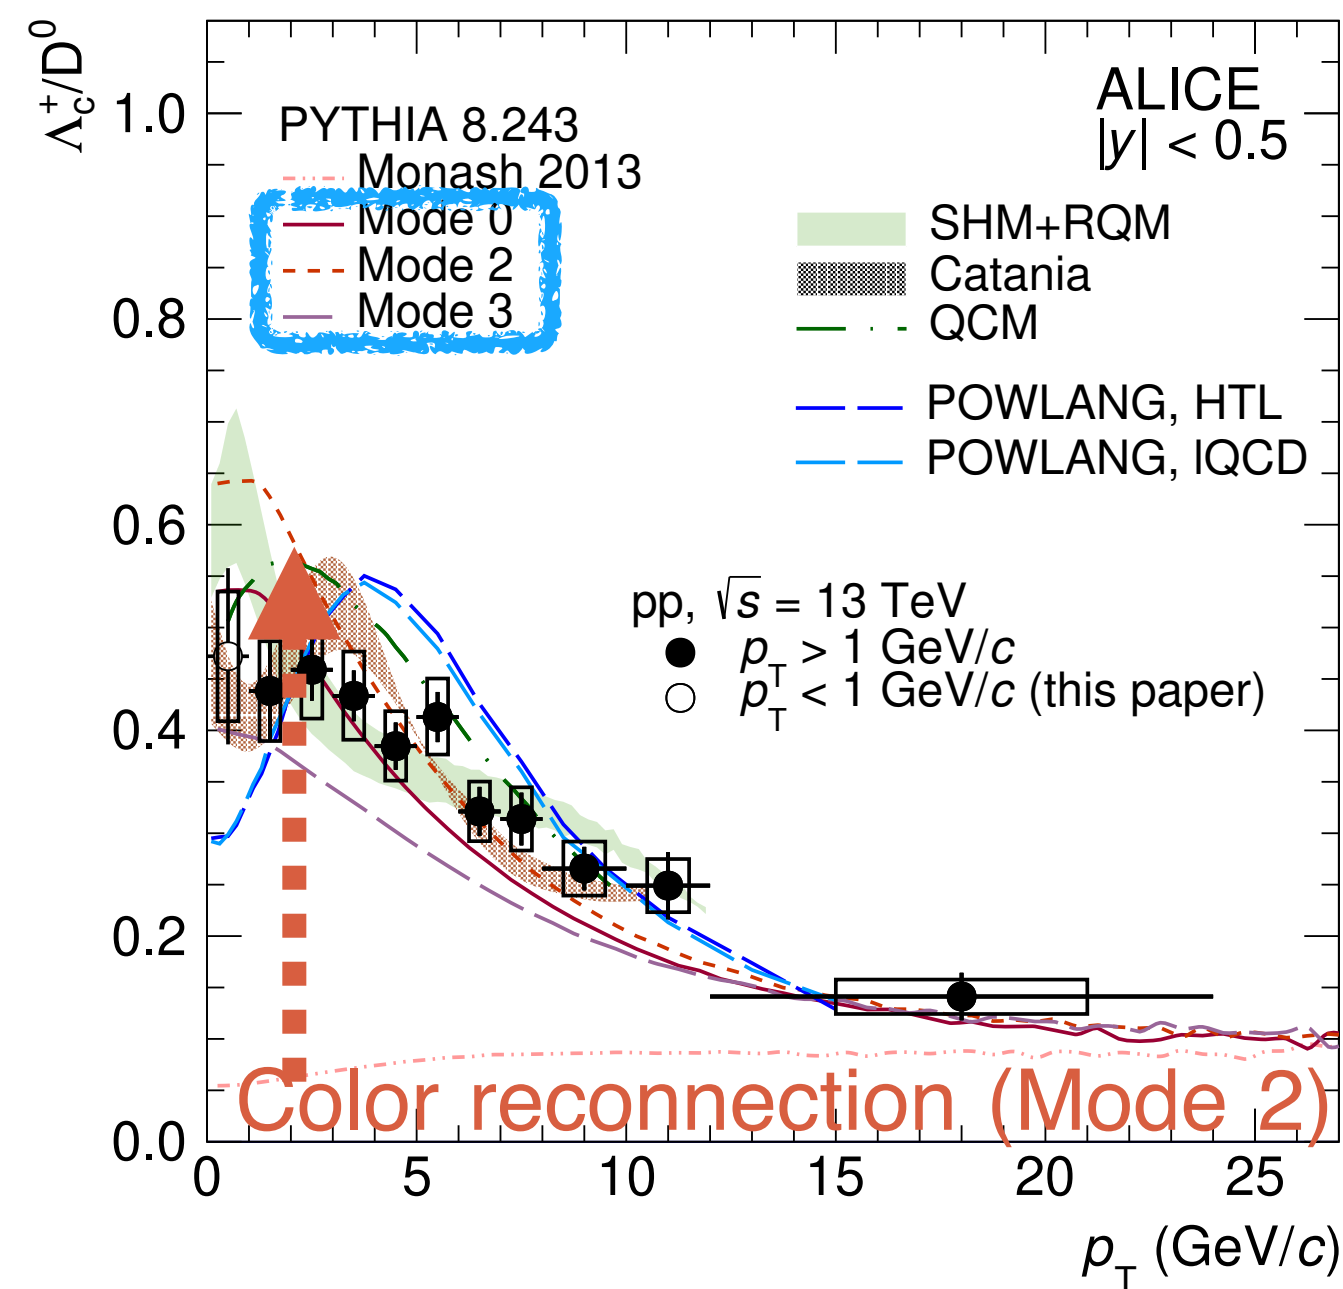 Λc+/D0
1.0
0.8
0.6
0.4
0.2
0.0
PYTHIA 8.243
Monash 2013
Mode 0
Mode 2
Mode 3
ALICE
|y| < 0.5
SHM+RQM
Catania
QCM
POWLANG, HTL
POWLANG, lQCD
pp, √s = 13 TeV
pT > 1 GeV/c
pT < 1 GeV/c (this paper)
Color reconnection (Mode 2)
0 5 10 15 20 25
pT (GeV/c)